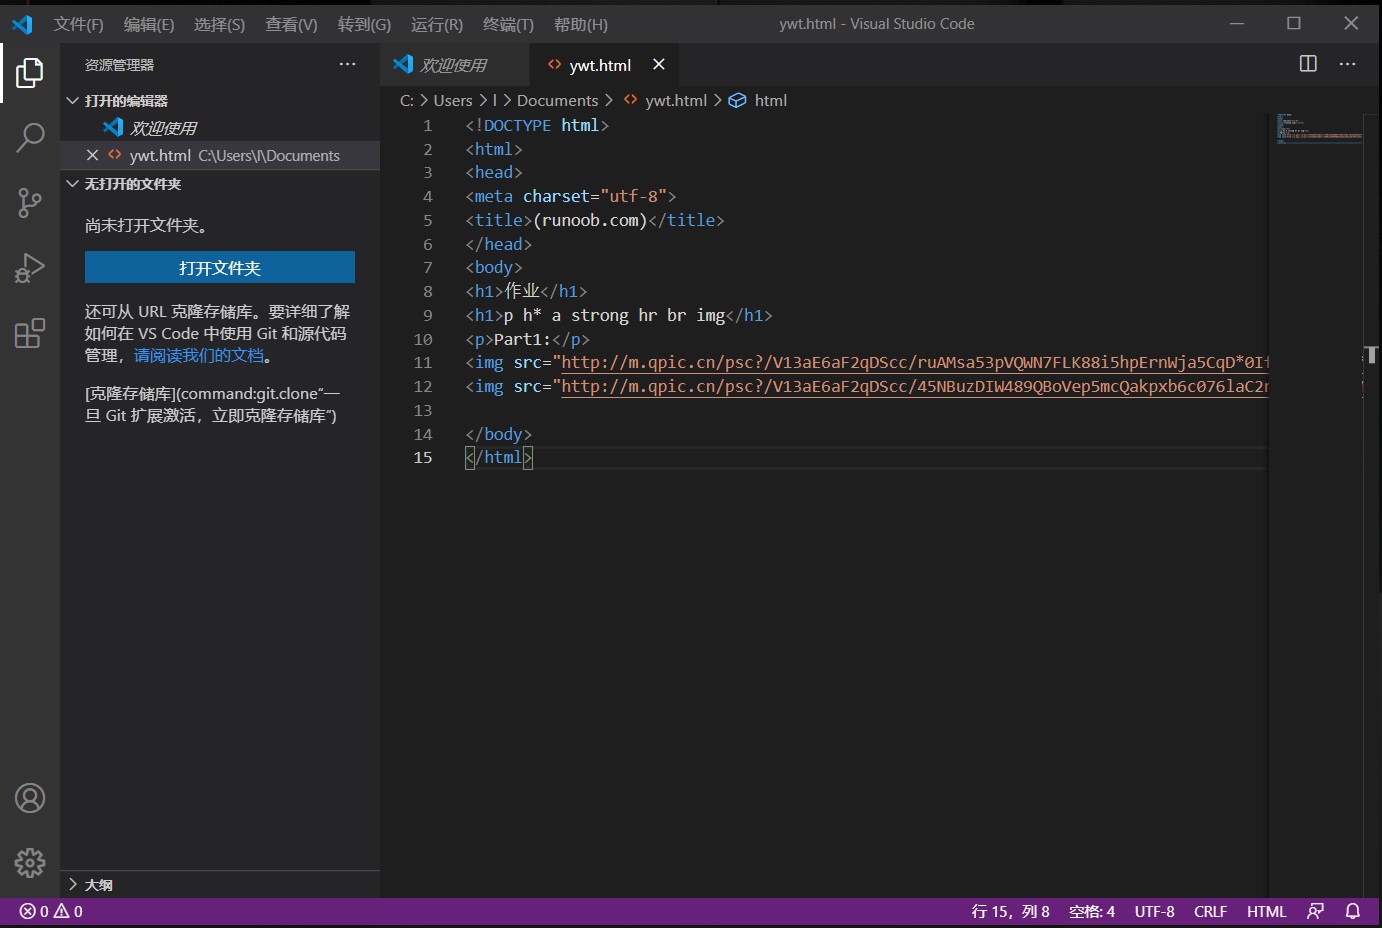 文件(F) 编辑(E) 选择(S) 查看(V) 转到(G) 运行(R) 终端(T) 帮助(H) ywt.html - Visual Studio Code
资源管理器 ···
打开的编辑器
欢迎使用
ywt.html C:\Users\l\Documents
无打开的文件夹
尚未打开文件夹。
打开文件夹
还可从 URL 克隆存储库。要详细了解
如何在 VS Code 中使用 Git 和源代码
管理，请阅读我们的文档。
[克隆存储库](command:git.clone“一
旦 Git 扩展激活，立即克隆存储库”)
大纲
欢迎使用 ywt.html ···
C: > Users > l > Documents > ywt.html > html
1 <!DOCTYPE html>
2 <html>
3 <head>
4 <meta charset="utf-8">
5 <title>(runoob.com)</title>
6 </head>
7 <body>
8 <h1>作业</h1>
9 <h1>p h* a strong hr br img</h1>
10 <p>Part1:</p>
11 <img src="http://m.qpic.cn/psc?/V13aE6aF2qDScc/ruAMsa53pVQWN7FLK88i5hpErnWja5CqD*0If
12 <img src="http://m.qpic.cn/psc?/V13aE6aF2qDScc/45NBuzDIW489QBoVep5mcQakpxb6c076laC2r
13
14 </body>
15 </html>
0 0 行 15，列 8 空格: 4 UTF-8 CRLF HTML